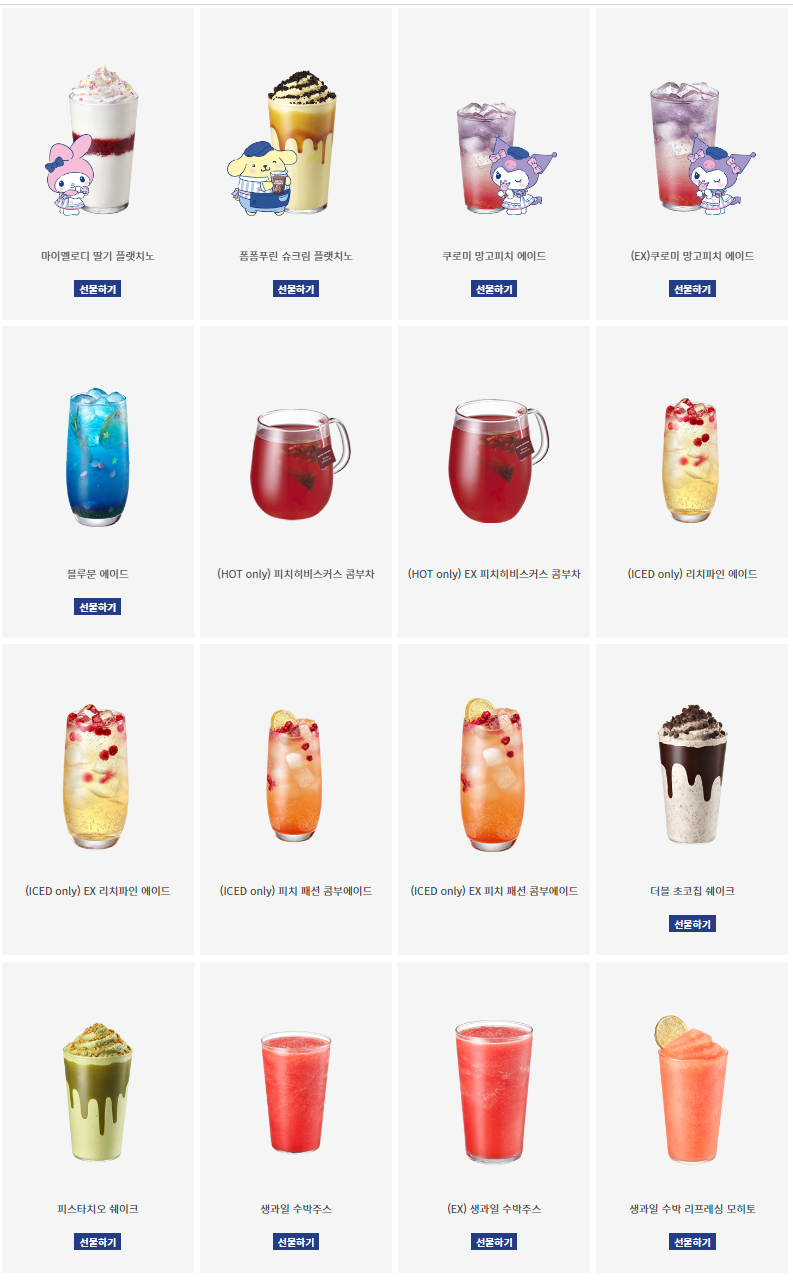 마이멜로디 딸기 플랫치노
선물하기
폼폼푸린 슈크림 플랫치노
선물하기
쿠로미 망고피치 에이드
선물하기
(EX)쿠로미 망고피치 에이드
선물하기
블루문 에이드
선물하기
(HOT only) 피치히비스커스 콤부차
(HOT only) EX 피치히비스커스 콤부차
(ICED only) 리치파인 에이드
(ICED only) EX 리치파인 에이드
(ICED only) 피치 패션 콤부에이드
(ICED only) EX 피치 패션 콤부에이드
더블 초코칩 쉐이크
선물하기
피스타치오 쉐이크
선물하기
생과일 수박주스
선물하기
(EX) 생과일 수박주스
선물하기
생과일 수박 리프레싱 모히토
선물하기